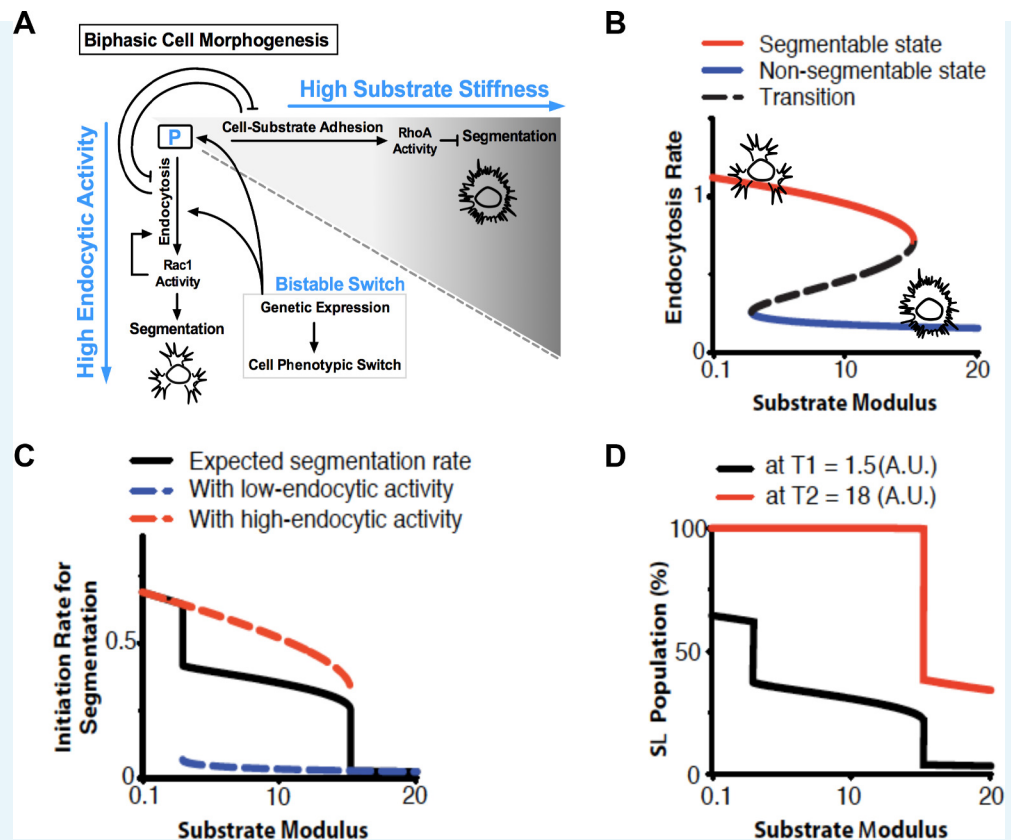 A
Biphasic Cell Morphogenesis
High Substrate Stiffness
High Endocytic Activity
P
Cell-Substrate Adhesion
RhoA
Activity
Segmentation
Endocytosis
Rac1
Activity
Segmentation
Bistable Switch
Genetic Expression
Cell Phenotypic Switch
B
Segmentable state
Non-segmentable state
Transition
Endocytosis Rate
1
0
0.1
10
20
Substrate Modulus
C
Expected segmentation rate
With low-endocytic activity
With high-endocytic activity
Initiation Rate for
Segmentation
0.5
0
0.1
10
20
Substrate Modulus
D
at T1 = 1.5(A.U.)
at T2 = 18 (A.U.)
SL Population (%)
100
50
0
0.1
10
20
Substrate Modulus